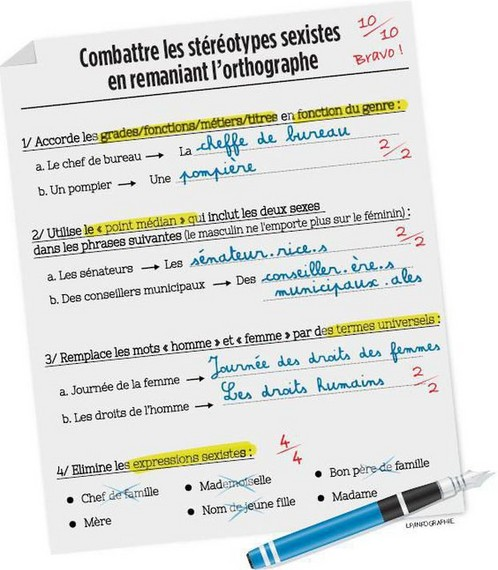 Combattre les stéréotypes sexistes
en remaniant l'orthographe
10/10
Bravo !
1/ Accorde les grades/fonctions/métiers/titres en fonction du genre :
a. Le chef de bureau → La cheffe de bureau
b. Un pompier → Une pompière
2/2
2/ Utilise le « point médian » qui inclut les deux sexes
dans les phrases suivantes (le masculin ne l'emporte plus sur le féminin) :
2/2
a. Les sénateurs → Les sénateur.rice.s
b. Des conseillers municipaux → Des conseiller.ère.s
municipaux.ales
3/ Remplace les mots « homme » et « femme » par des termes universels :
a. Journée de la femme → Journée des droits des femmes
b. Les droits de l'homme → Les droits humains
2/2
4/ Elimine les expressions sexistes :
4/4
• Chef de famille • Mademoiselle • Bon père de famille
• Mère • Nom de jeune fille • Madame
LP/INFOGRAPHIE